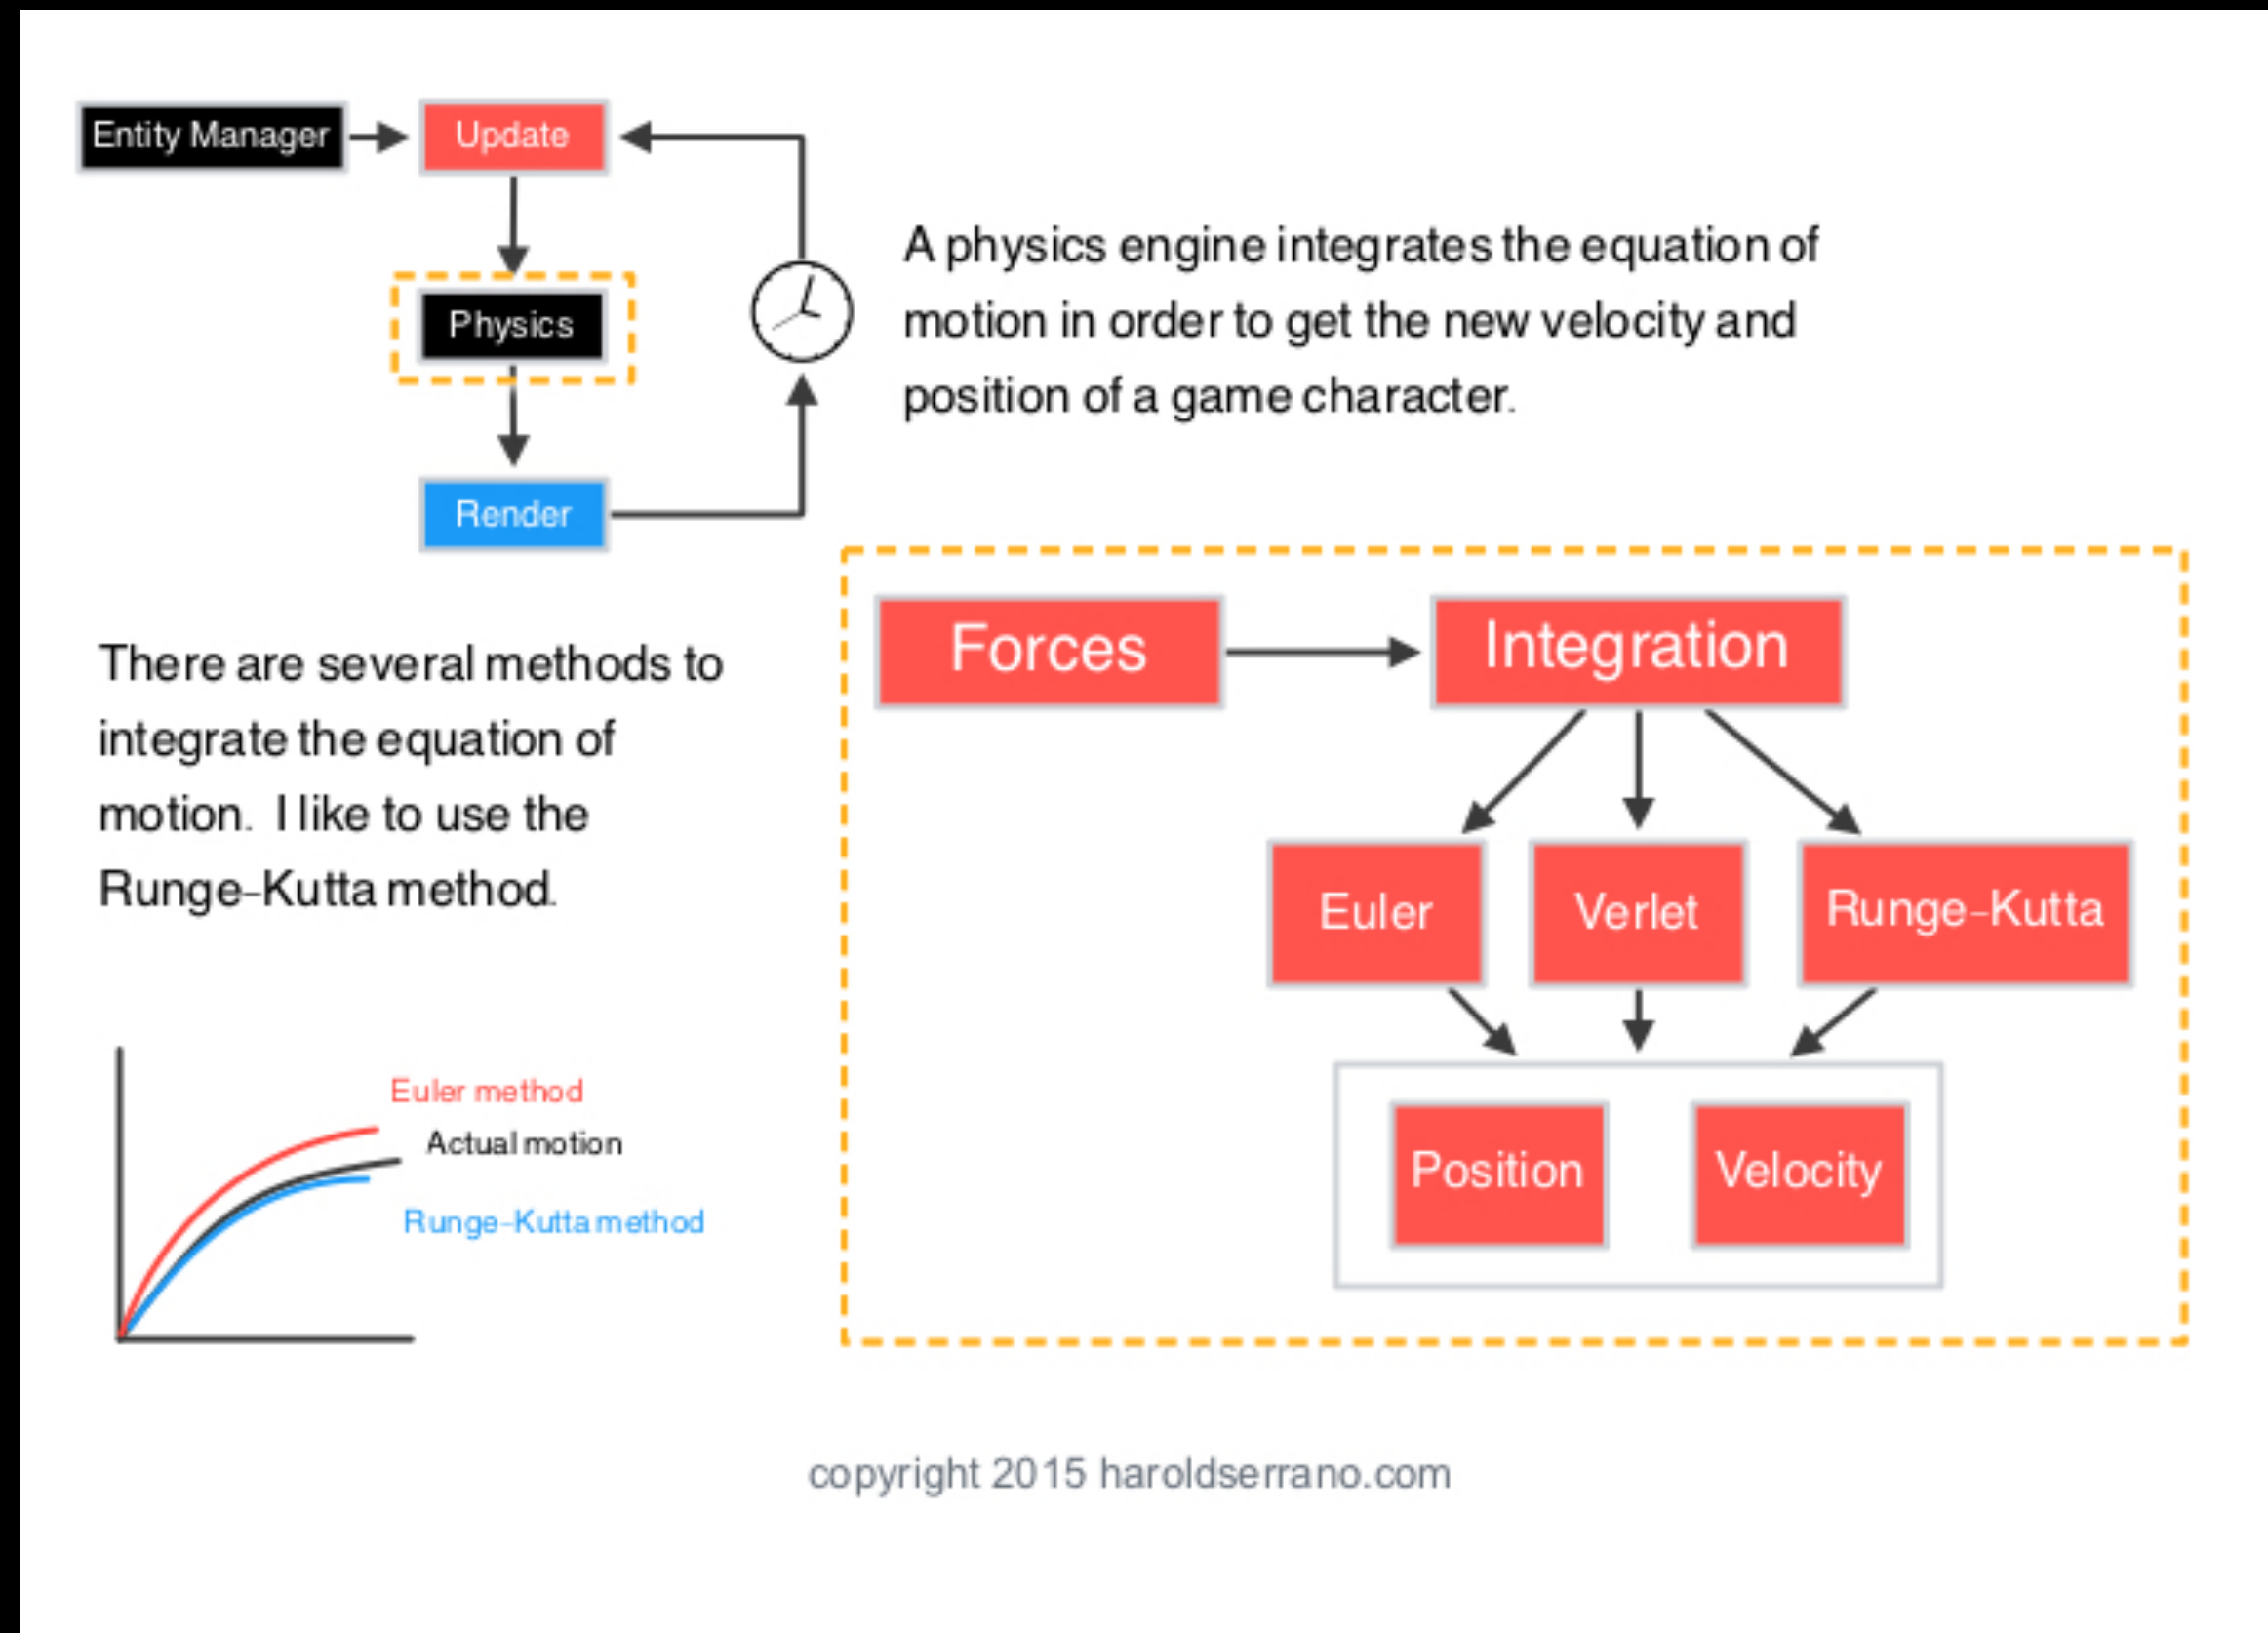 Entity Manager
Update
Physics
Render
A physics engine integrates the equation of
motion in order to get the new velocity and
position of a game character.
There are several methods to
integrate the equation of
motion. I like to use the
Runge-Kutta method.
Forces
Integration
Euler
Verlet
Runge-Kutta
Position
Velocity
Euler method
Actual motion
Runge-Kutta method
copyright 2015 haroldserrano.com